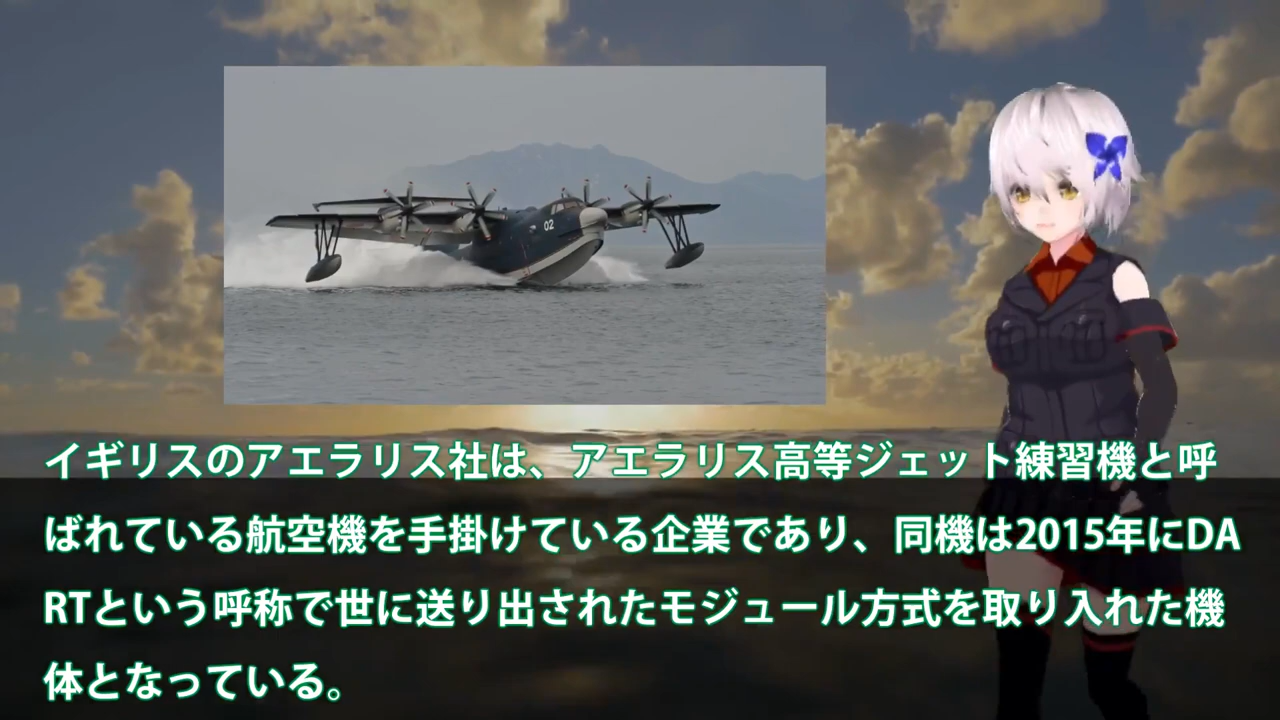 02
イギリスのアエラリス社は、アエラリス高等ジェット練習機と呼
ばれている航空機を手掛けている企業であり、同機は2015年にDA
RTという呼称で世に送り出されたモジュール方式を取り入れた機
体となっている。